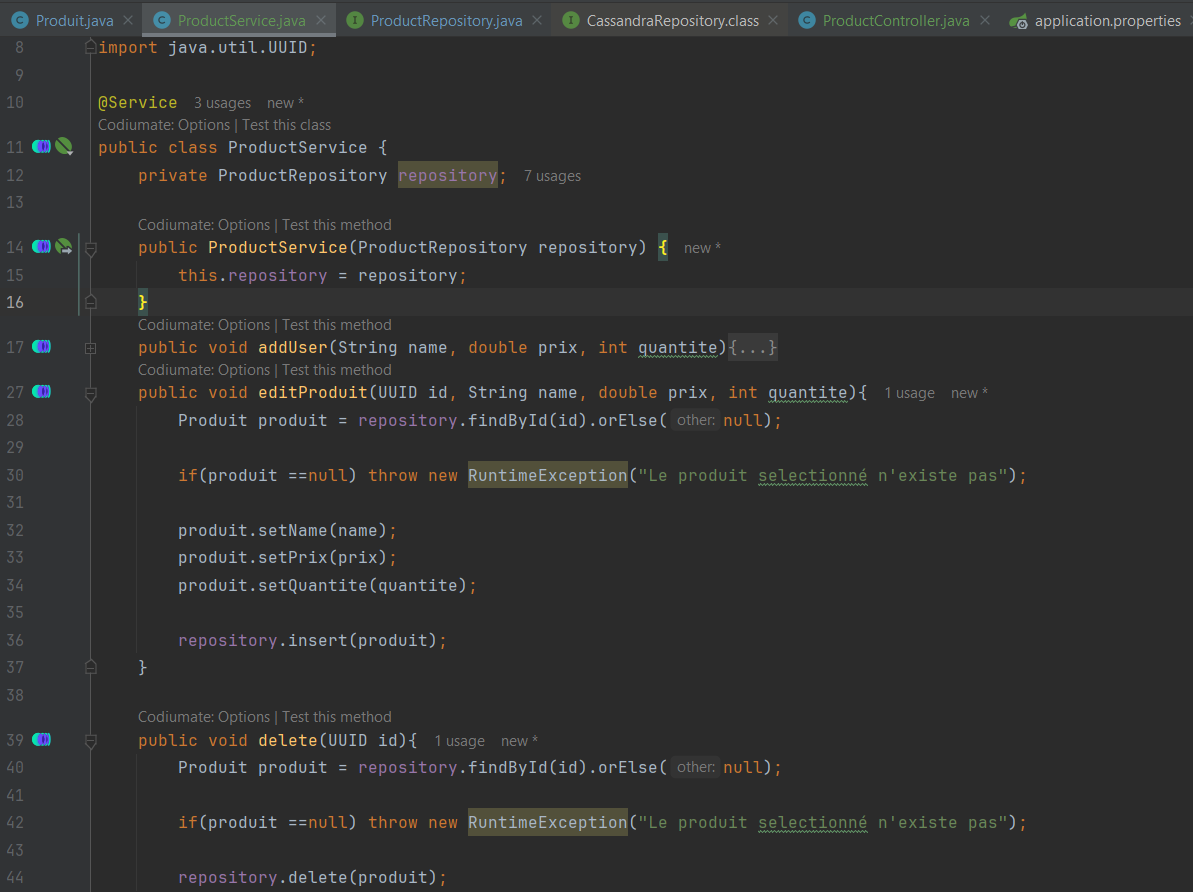 Produit.java ProductService.java ProductRepository.java CassandraRepository.class ProductController.java application.properties
8 import java.util.UUID;
9
10 @Service 3 usages new *
Codiumate: Options | Test this class
11 public class ProductService {
12 private ProductRepository repository; 7 usages
13
Codiumate: Options | Test this method
14 public ProductService(ProductRepository repository) { new *
15 this.repository = repository;
16 }
Codiumate: Options | Test this method
17 public void addUser(String name, double prix, int quantite){...}
Codiumate: Options | Test this method
27 public void editProduit(UUID id, String name, double prix, int quantite){ 1 usage new *
28 Produit produit = repository.findById(id).orElse( other: null);
29
30 if(produit ==null) throw new RuntimeException("Le produit selectionné n'existe pas");
31
32 produit.setName(name);
33 produit.setPrix(prix);
34 produit.setQuantite(quantite);
35
36 repository.insert(produit);
37 }
38
Codiumate: Options | Test this method
39 public void delete(UUID id){ 1 usage new *
40 Produit produit = repository.findById(id).orElse( other: null);
41
42 if(produit ==null) throw new RuntimeException("Le produit selectionné n'existe pas");
43
44 repository.delete(produit);